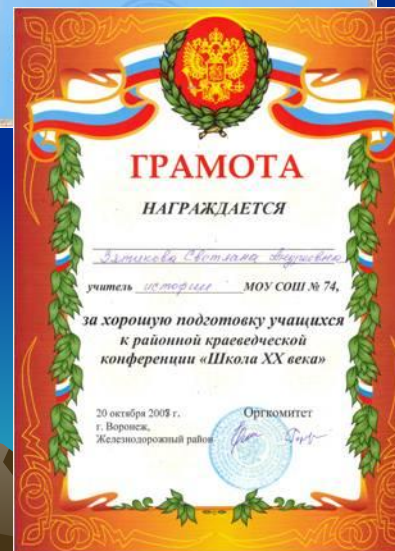 ГРАМОТА
НАГРАЖДАЕТСЯ
Светлана
учитель истории МОУ СОШ № 74,
за хорошую подготовку учащихся
к районной краеведческой
конференции «Школа XX века»
20 октября 2008 г. Оргкомитет
г. Воронеж,
Железнодорожный район